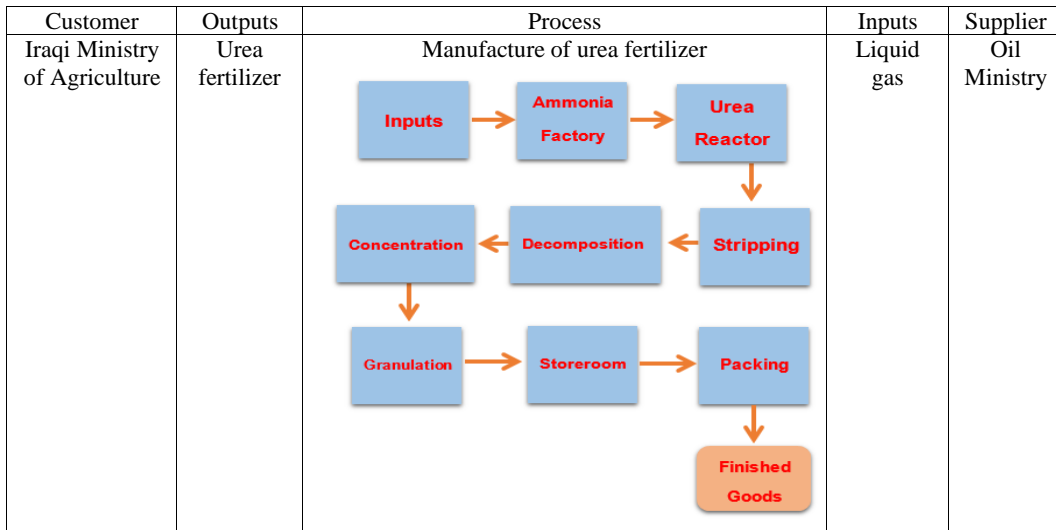 Customer
Outputs
Process
Inputs
Supplier
Iraqi Ministry
of Agriculture
Urea
fertilizer
Manufacture of urea fertilizer
Liquid
gas
Oil
Ministry
Inputs
Ammonia
Factory
Urea
Reactor
Concentration
Decomposition
Stripping
Granulation
Storeroom
Packing
Finished
Goods